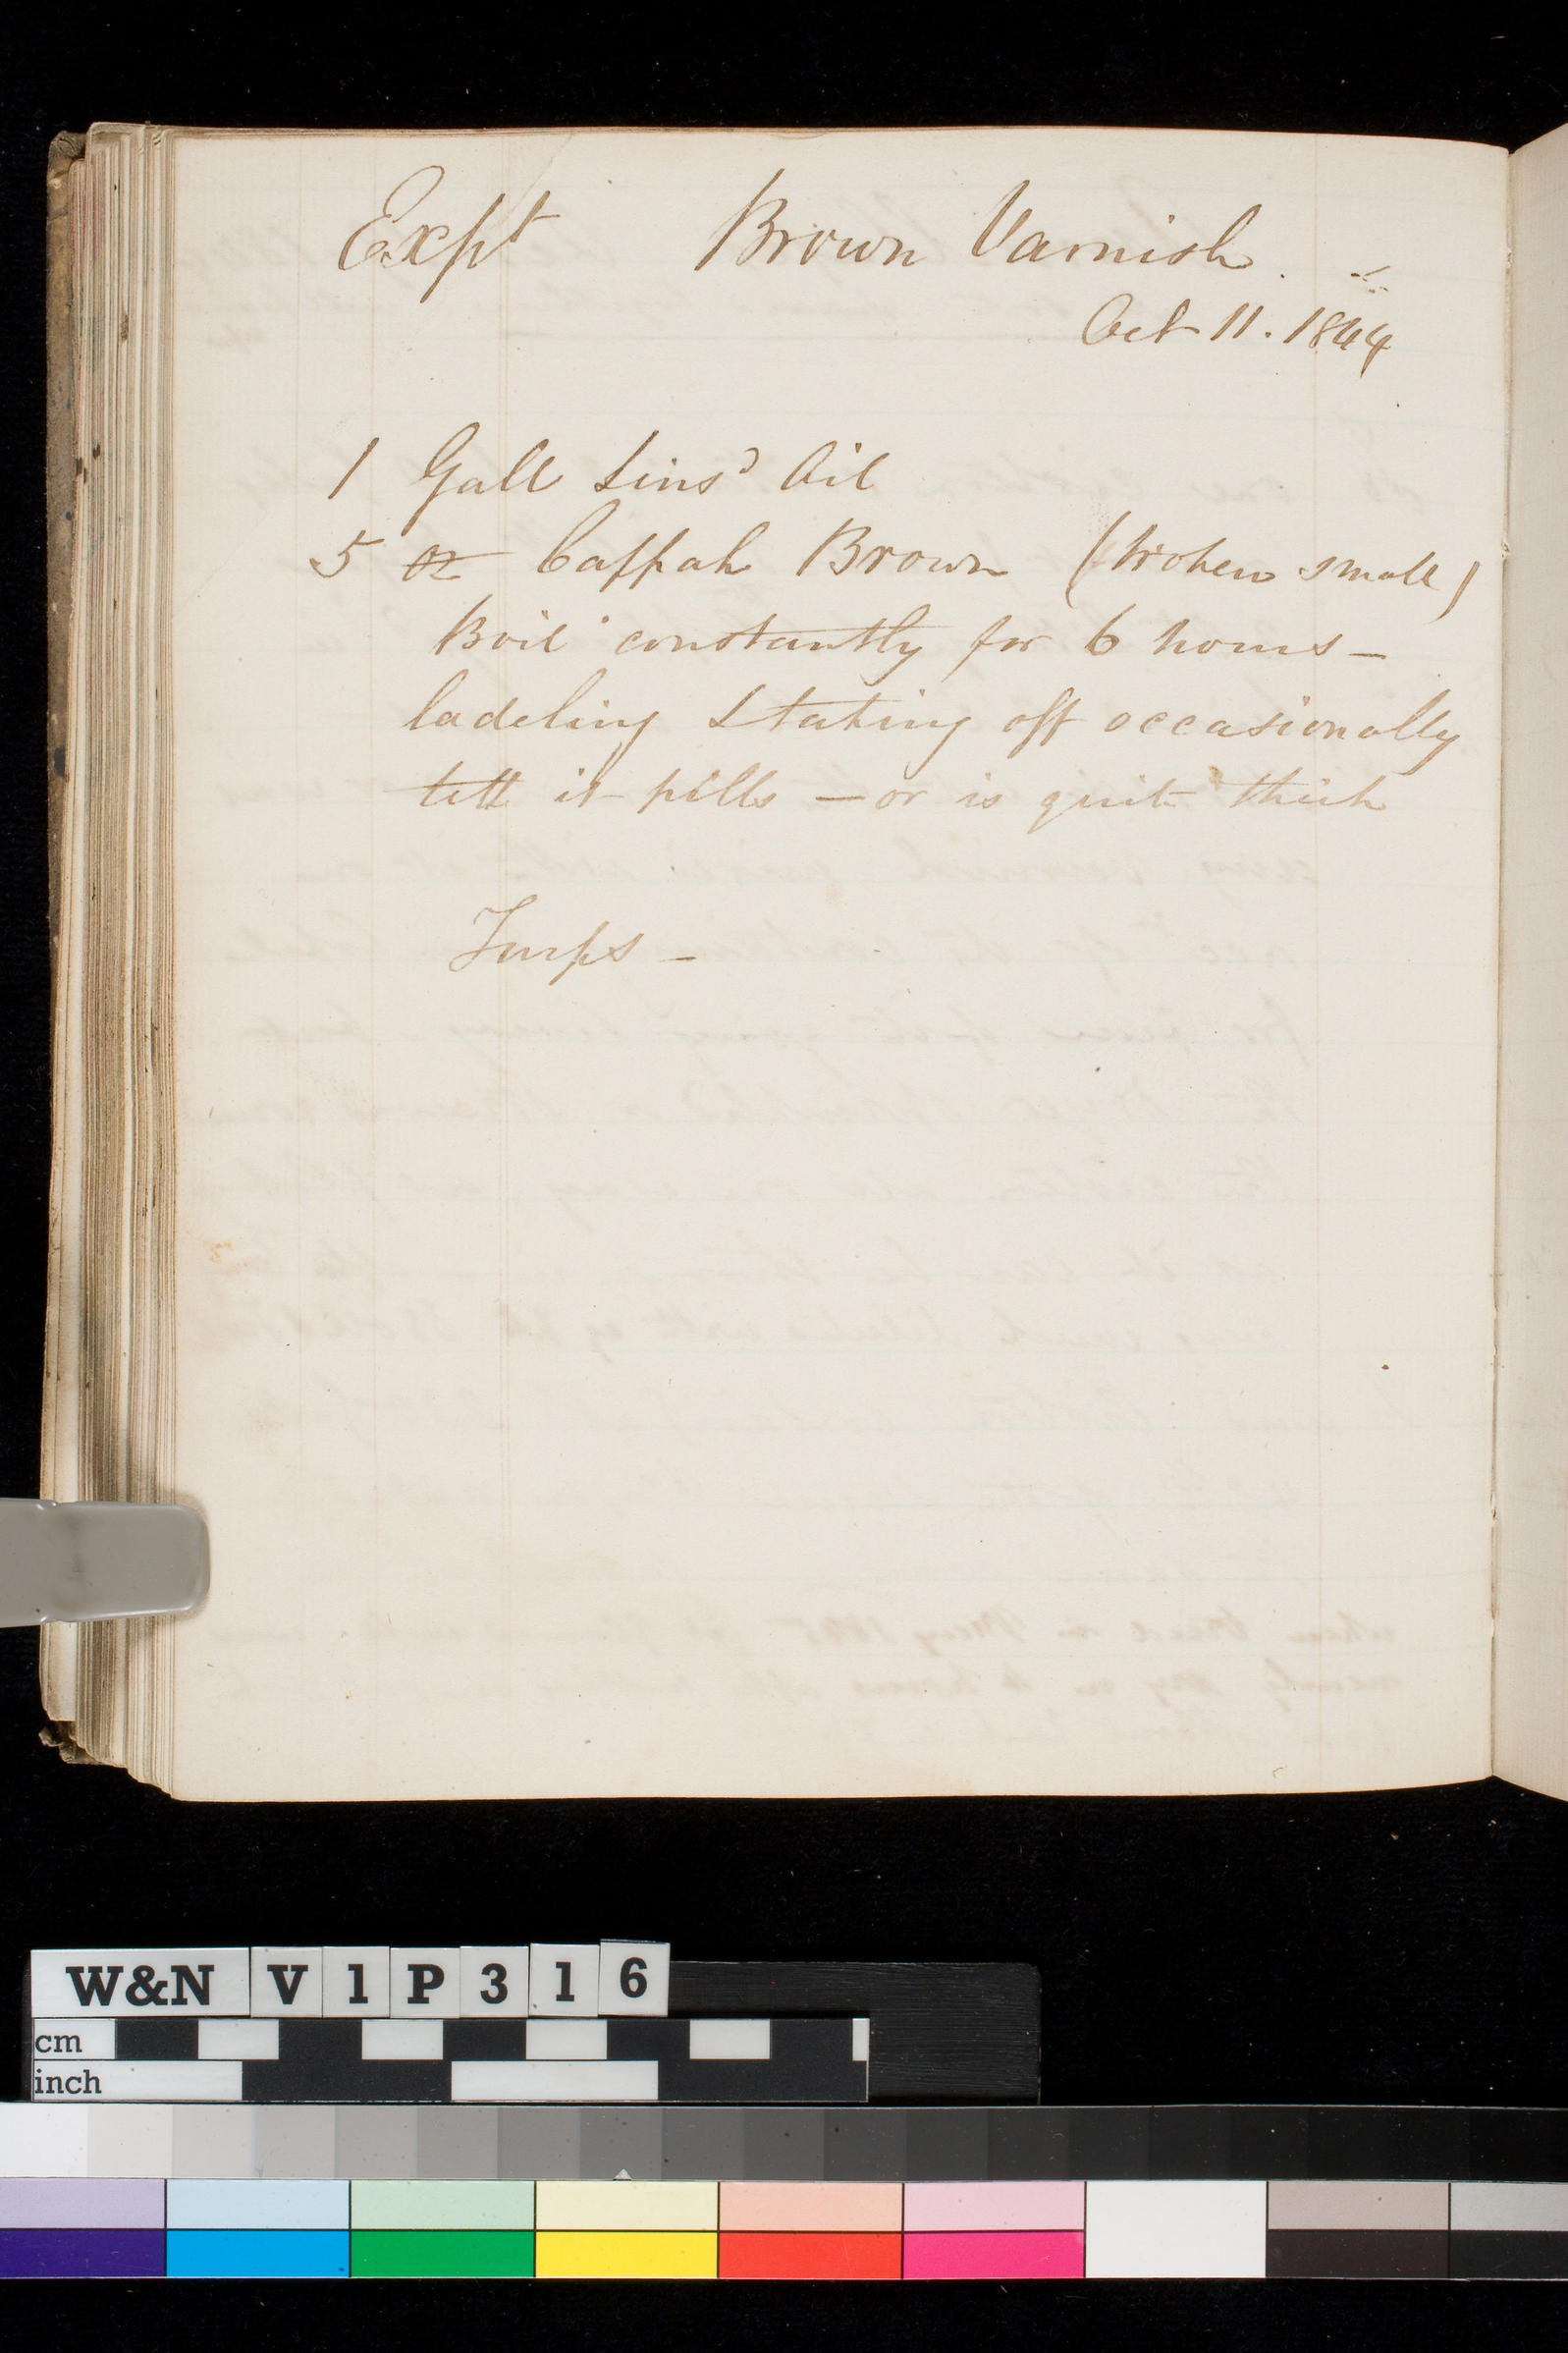 Expt Brown Varnish.
Oct 11. 1844
1 Gall Linsd Oil
5 oz Cappah Brown (broken small)
Boil constantly for 6 hours –
ladeling & taking off occasionally
till it pills – or is quite thick
Turps –
W&N V1P316
cm
inch